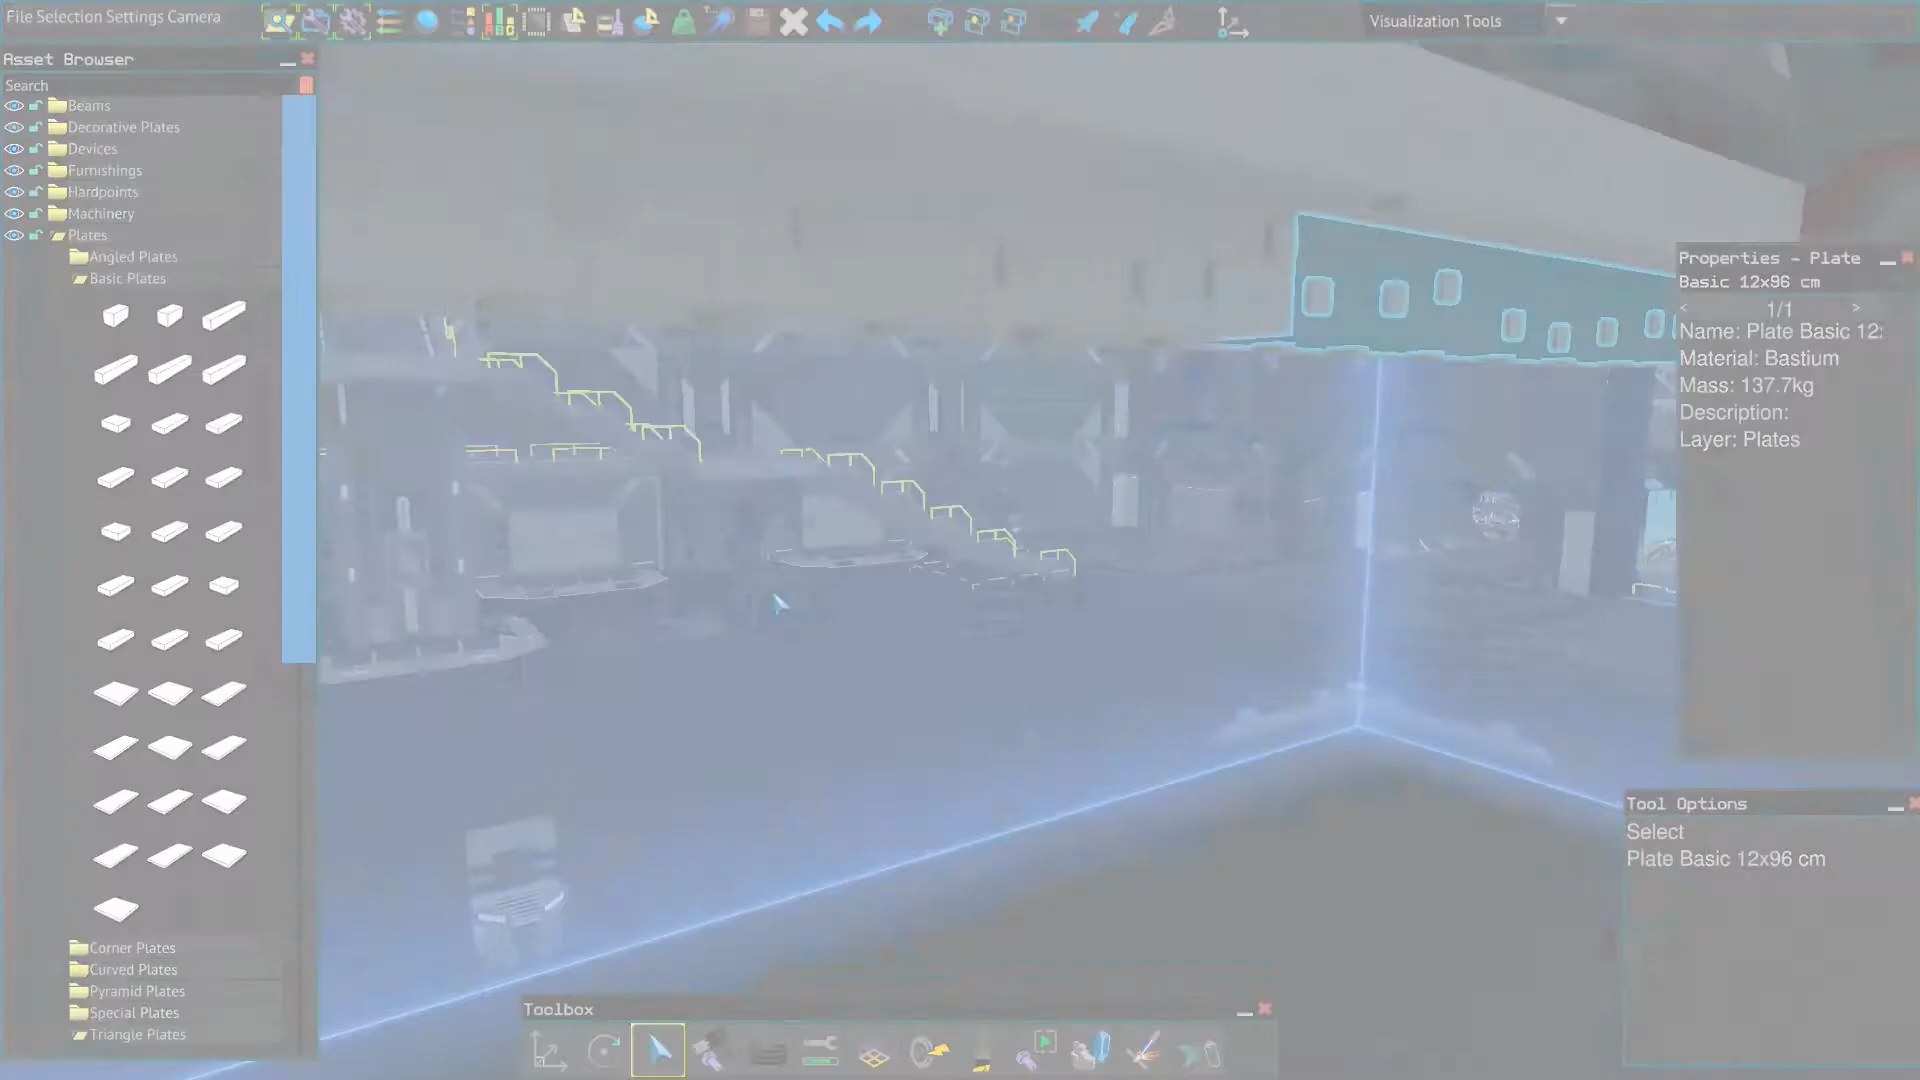 File Selection Settings Camera
Visualization Tools
Asset Browser
Search
Beams
Decorative Plates
Devices
Furnishings
Hardpoints
Machinery
Plates
Angled Plates
Basic Plates
Corner Plates
Curved Plates
Pyramid Plates
Special Plates
Triangle Plates
Properties - Plate
Basic 12x96 cm
< 1/1 >
Name: Plate Basic 12
Material: Bastium
Mass: 137.7kg
Description:
Layer: Plates
Tool Options
Select
Plate Basic 12x96 cm
Toolbox